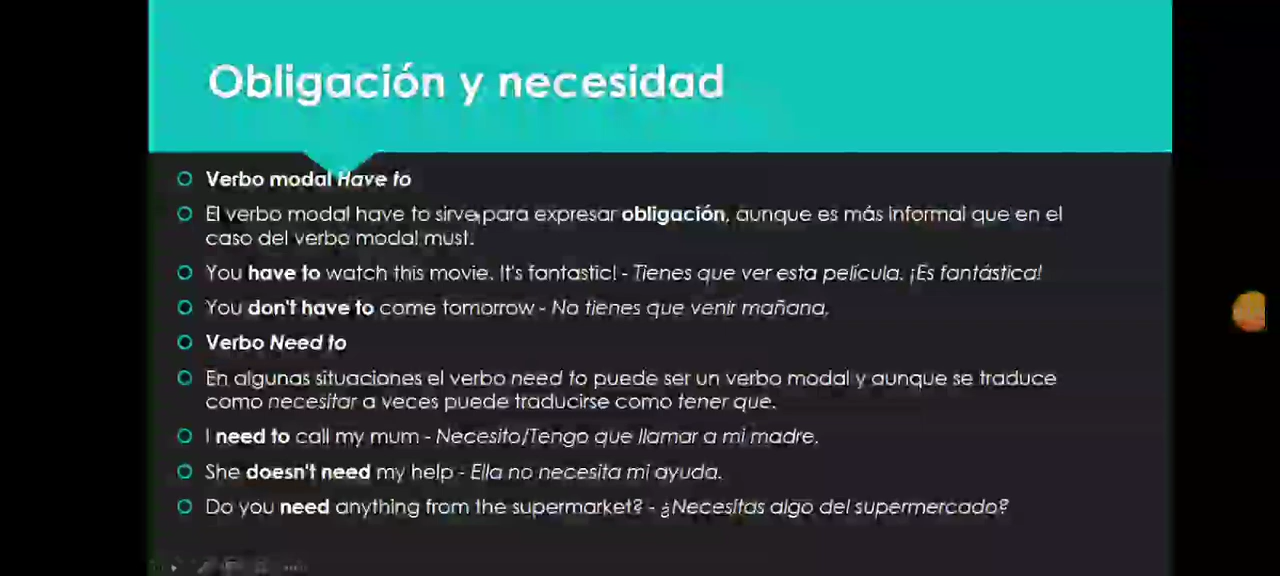 Obligación y necesidad
Verbo modal Have to
El verbo modal have to sirve para expresar obligación, aunque es más informal que en el
caso del verbo modal must.
You have to watch this movie. It's fantastic! - Tienes que ver esta película. ¡Es fantástica!
You don't have to come tomorrow - No tienes que venir mañana.
Verbo Need to
En algunas situaciones el verbo need to puede ser un verbo modal y aunque se traduce
como necesitar a veces puede traducirse como tener que.
I need to call my mum - Necesito/Tengo que llamar a mi madre.
She doesn't need my help - Ella no necesita mi ayuda.
Do you need anything from the supermarket? - ¿Necesitas algo del supermercado?